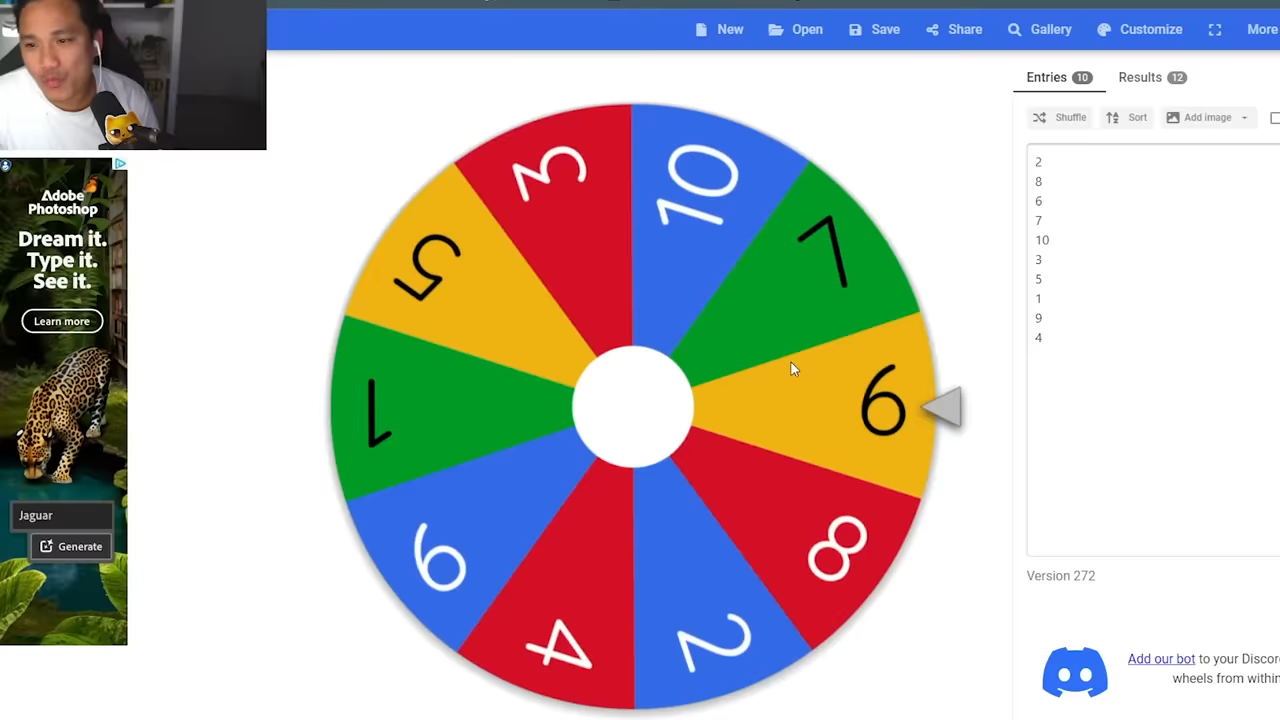 New Open Save Share Gallery Customize More
Entries 10 Results 12
Shuffle Sort Add image
2
8
6
7
10
3
5
1
9
4
Version 272
Add our bot to your
wheels from
Adobe
Photoshop
Dream it.
Type it.
See it.
Learn more
Jaguar
Generate
3
10
7
6
8
2
4
9
1
5